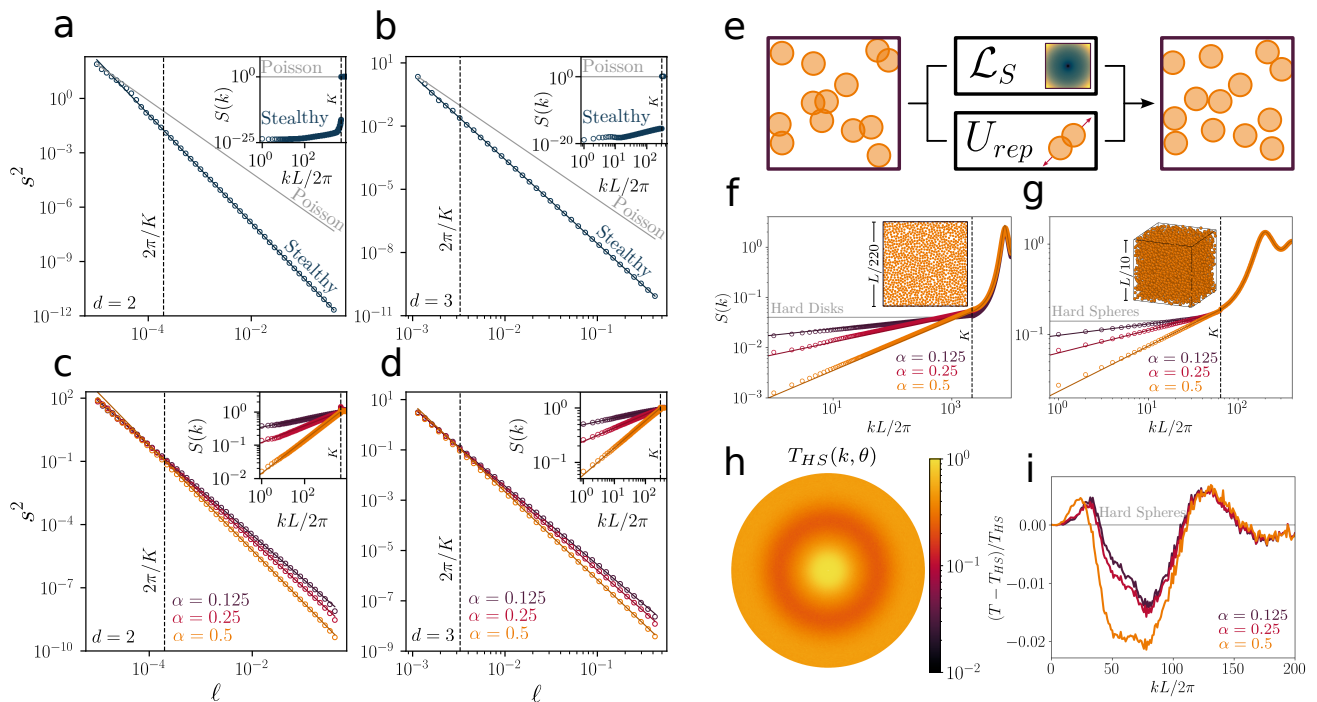 a
s²
10⁰
10⁻³
10⁻⁶
10⁻⁹
10⁻¹²
10⁻⁴
10⁻²
2π/K
d = 2
Poisson
Stealthy
S(k)
10⁰
10⁻²⁵
Poisson
Stealthy
K
10⁰
10²
kL/2π
b
10¹
10⁻²
10⁻⁵
10⁻⁸
10⁻¹¹
10⁻³
10⁻²
10⁻¹
2π/K
d = 3
Poisson
Stealthy
S(k)
10⁰
10⁻²⁰
Poisson
Stealthy
K
10⁰
10²
kL/2π
c
s²
10²
10⁻¹
10⁻⁴
10⁻⁷
10⁻¹⁰
10⁻⁴
10⁻²
ℓ
2π/K
d = 2
α = 0.125
α = 0.25
α = 0.5
S(k)
10⁰
10⁻¹
10⁻²
K
10⁰
10²
kL/2π
d
10⁰
10⁻³
10⁻⁵
10⁻⁷
10⁻⁹
10⁻³
10⁻²
10⁻¹
ℓ
2π/K
d = 3
α = 0.125
α = 0.25
α = 0.5
S(k)
10⁰
10⁻¹
K
10⁰
10²
kL/2π
e
ℒ_S
U_rep
f
S(k)
10⁰
10⁻¹
10⁻²
10⁻³
Hard Disks
L/220
K
α = 0.125
α = 0.25
α = 0.5
10¹
10³
kL/2π
g
10⁰
10⁻¹
Hard Spheres
L/10
K
α = 0.125
α = 0.25
α = 0.5
10⁰
10¹
10²
kL/2π
h
T_HS(k, θ)
10⁰
10⁻¹
10⁻²
i
(T − T_HS)/T_HS
0.00
−0.01
−0.02
Hard Spheres
α = 0.125
α = 0.25
α = 0.5
0
50
100
150
200
kL/2π